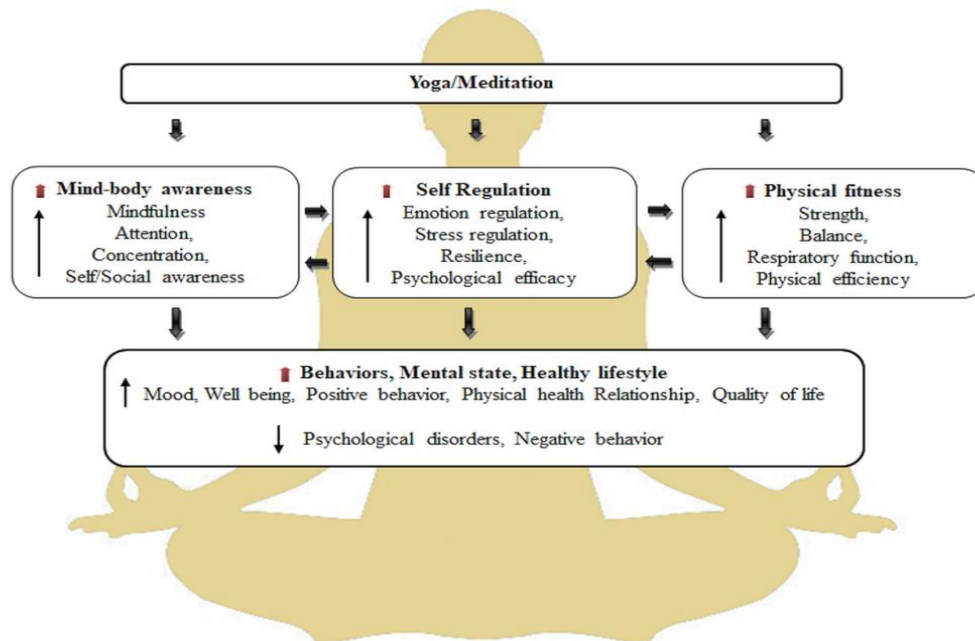 Yoga/Meditation
Mind-body awareness
Mindfulness
Attention,
Concentration,
Self/Social awareness
Self Regulation
Emotion regulation,
Stress regulation,
Resilience,
Psychological efficacy
Physical fitness
Strength,
Balance,
Respiratory function,
Physical efficiency
Behaviors, Mental state, Healthy lifestyle
Mood, Well being, Positive behavior, Physical health Relationship, Quality of life
Psychological disorders, Negative behavior